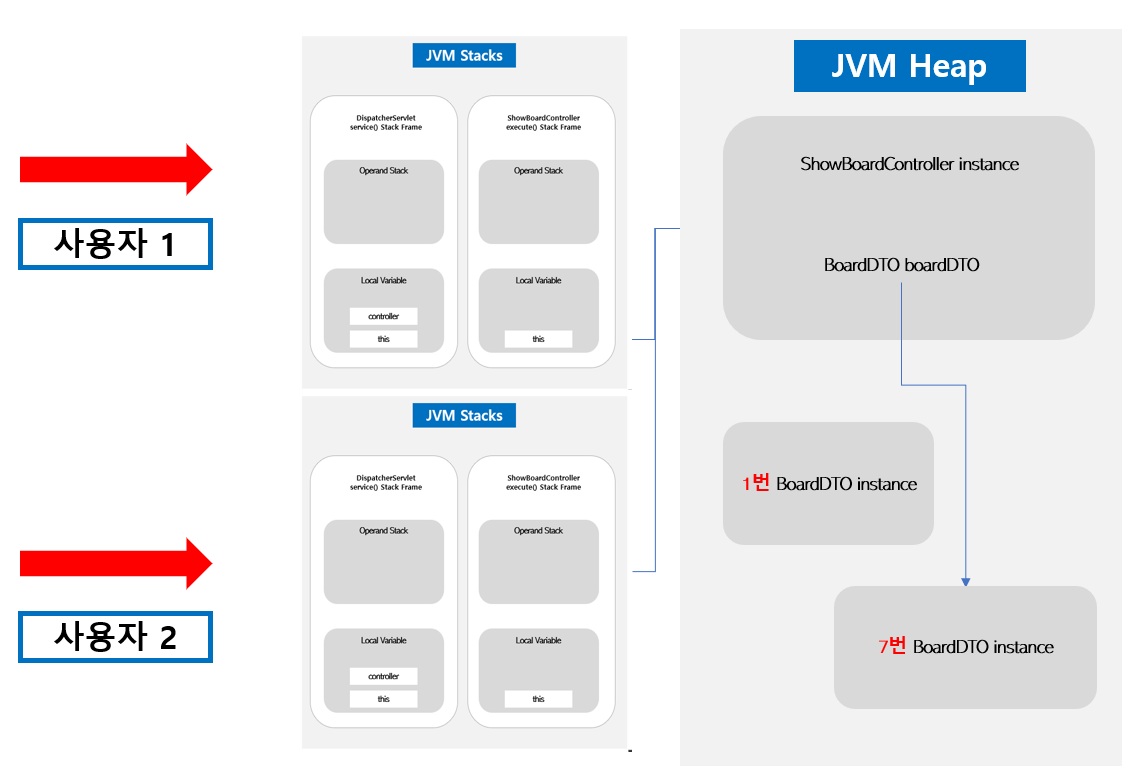 사용자 1
JVM Stacks
DispatcherServlet
service() Stack Frame
Operand Stack
Local Variable
controller
this
ShowBoardController
execute() Stack Frame
Operand Stack
Local Variable
this
사용자 2
JVM Stacks
DispatcherServlet
service() Stack Frame
Operand Stack
Local Variable
controller
this
ShowBoardController
execute() Stack Frame
Operand Stack
Local Variable
this
JVM Heap
ShowBoardController instance
BoardDTO boardDTO
1번 BoardDTO instance
7번 BoardDTO instance